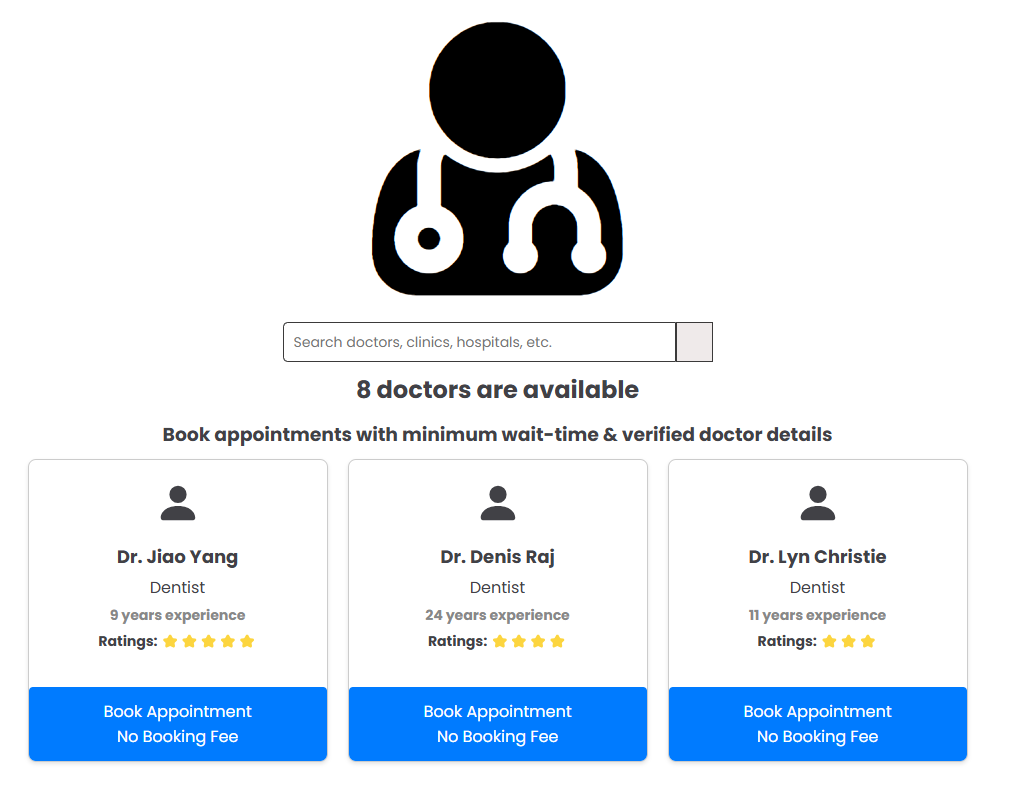 Search doctors, clinics, hospitals, etc.
8 doctors are available
Book appointments with minimum wait-time & verified doctor details
Dr. Jiao Yang
Dentist
9 years experience
Ratings:
Book Appointment
No Booking Fee
Dr. Denis Raj
Dentist
24 years experience
Ratings:
Book Appointment
No Booking Fee
Dr. Lyn Christie
Dentist
11 years experience
Ratings:
Book Appointment
No Booking Fee